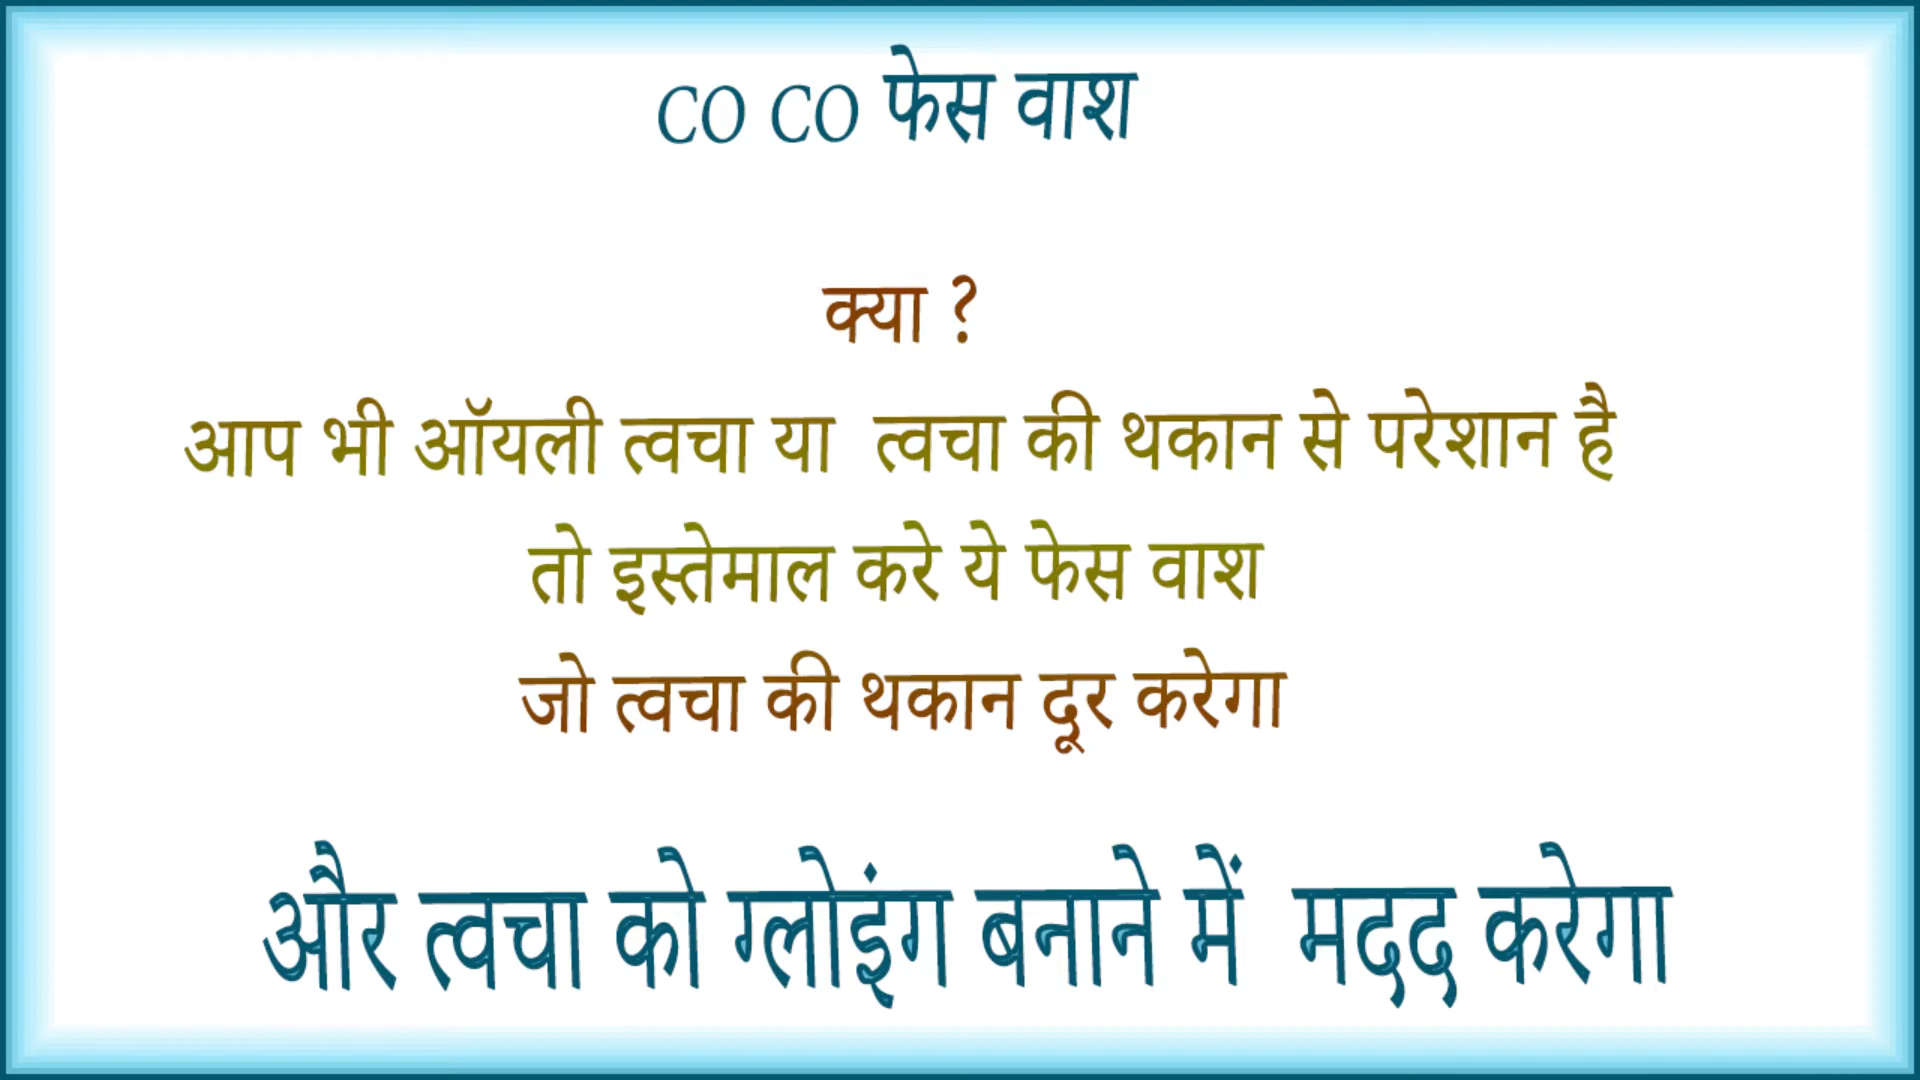 CO CO फेस वाश
क्या ?
आप भी ऑयली त्वचा या त्वचा की थकान से परेशान है
तो इस्तेमाल करे ये फेस वाश
जो त्वचा की थकान दूर करेगा
और त्वचा को ग्लोइंग बनाने में मदद करेगा